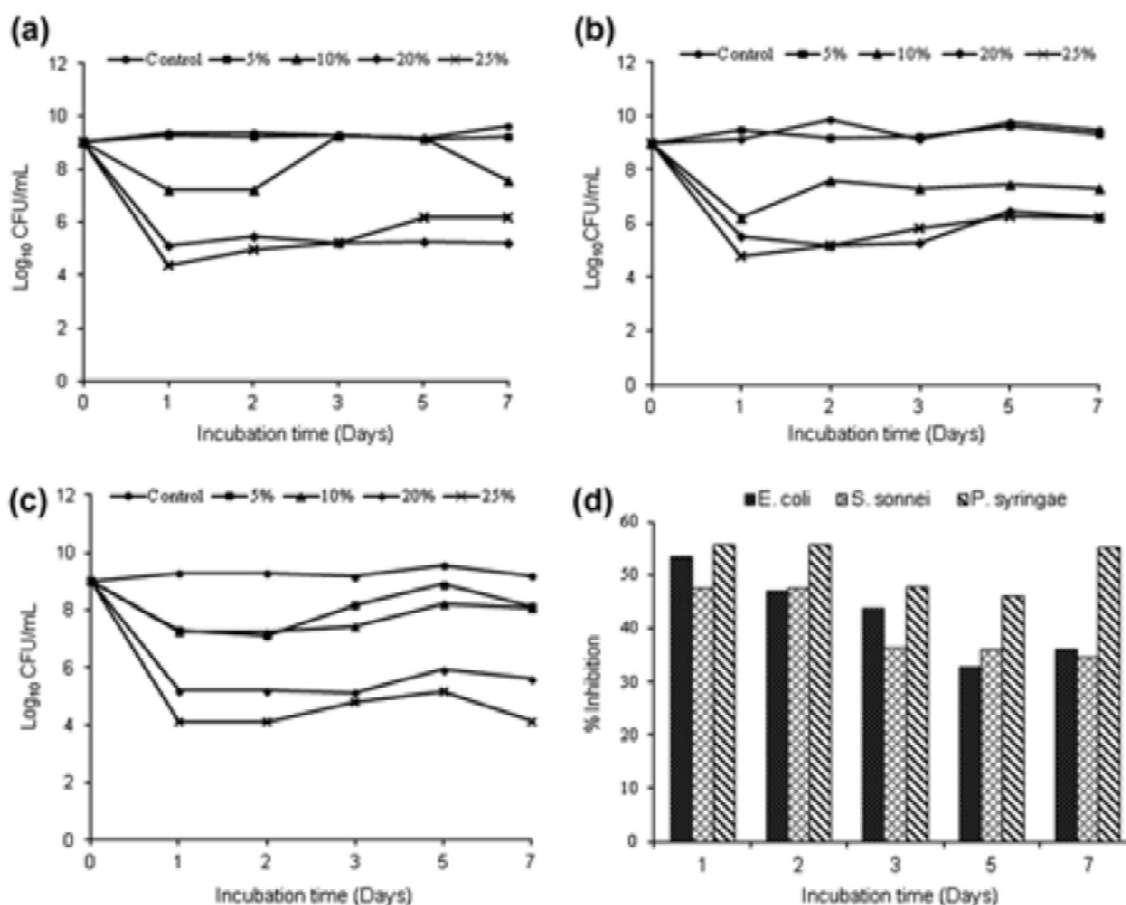 (a)
Control 5% 10% 20% 25%
12
10
8
6
4
2
0
Log₁₀ CFU/mL
0 1 2 3 5 7
Incubation time (Days)
(b)
Control 5% 10% 20% 25%
12
10
8
6
4
2
0
Log₁₀CFU/mL
0 1 2 3 5 7
Incubation time (Days)
(c)
Control 5% 10% 20% 25%
12
10
8
6
4
2
0
Log₁₀ CFU/mL
0 1 2 3 5 7
Incubation time (Days)
(d)
E. coli S. sonnei P. syringae
60
50
40
30
20
10
0
% Inhibition
1 2 3 5 7
Incubation time (Days)